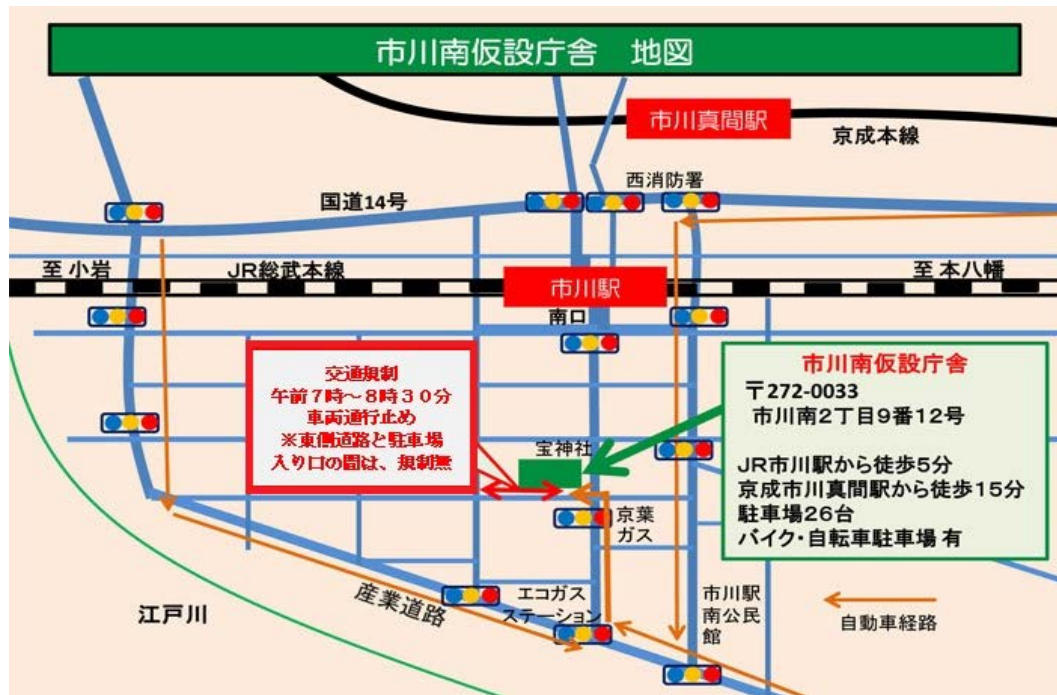 市川南仮設庁舎　地図
市川真間駅
京成本線
西消防署
国道14号
至 小岩
JR総武本線
市川駅
至 本八幡
南口
交通規制
午前７時～８時３０分
車両通行止め
※東側道路と駐車場
入り口の間は、規制無
市川南仮設庁舎
〒272-0033
市川南2丁目9番12号
JR市川駅から徒歩5分
京成市川真間駅から徒歩15分
駐車場26台
バイク・自転車駐車場 有
宝神社
京葉
ガス
エコガス
ステーション
産業道路
江戸川
市川駅
南公民
館
自動車経路